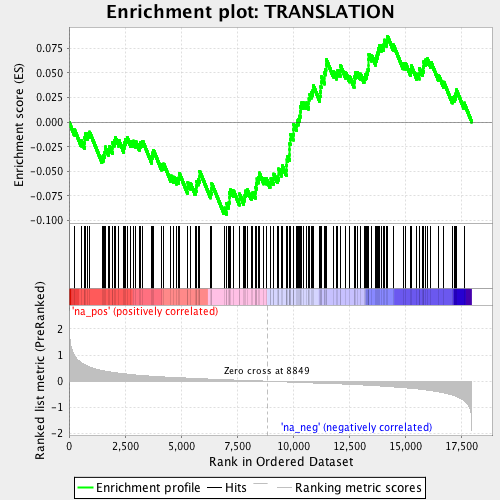 Enrichment plot: TRANSLATION
Enrichment score (ES)
0.075
0.050
0.025
0.000
-0.025
-0.050
-0.075
-0.100
'na_pos' (positively correlated)
Ranked list metric (PreRanked)
2
1
0
-1
-2
Zero cross at 8849
'na_neg' (negatively correlated)
0
2,500
5,000
7,500
10,000
12,500
15,000
17,500
Rank in Ordered Dataset
Enrichment profile
Hits
Ranking metric scores